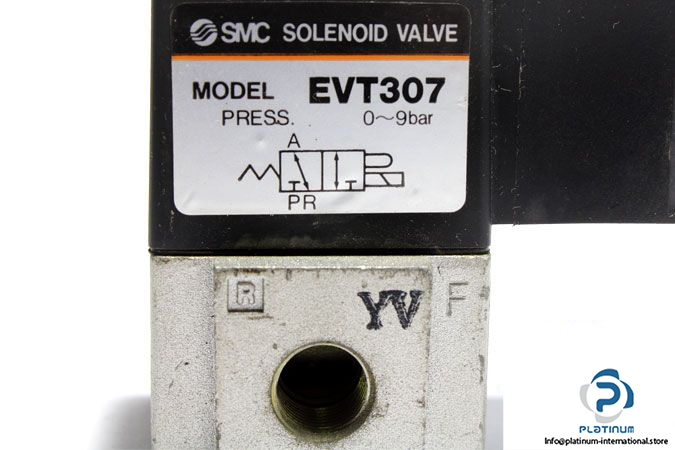 SMC SOLENOID VALVE
MODEL EVT307
PRESS. 0~9bar
A
PR
R YV F
PLATINUM
Info@platinum-international.store